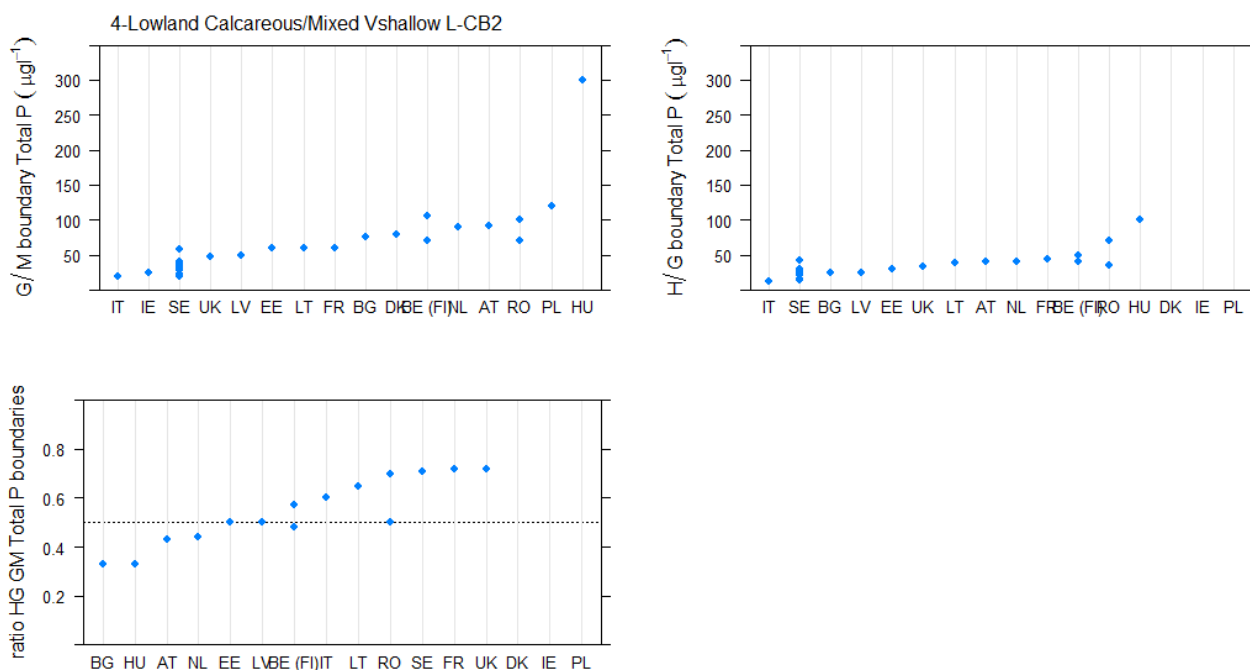 4-Lowland Calcareous/Mixed Vshallow L-CB2
G/M boundary Total P ( µgl⁻¹)
300
250
200
150
100
50
IT IE SE UK LV EE LT FR BG DK BE (FI) NL AT RO PL HU
H/G boundary Total P ( µgl⁻¹)
300
250
200
150
100
50
IT SE BG LV EE UK LT AT NL FR BE (FI) RO HU DK IE PL
ratio HG GM Total P boundaries
0.8
0.6
0.4
0.2
BG HU AT NL EE LV BE (FI) IT LT RO SE FR UK DK IE PL